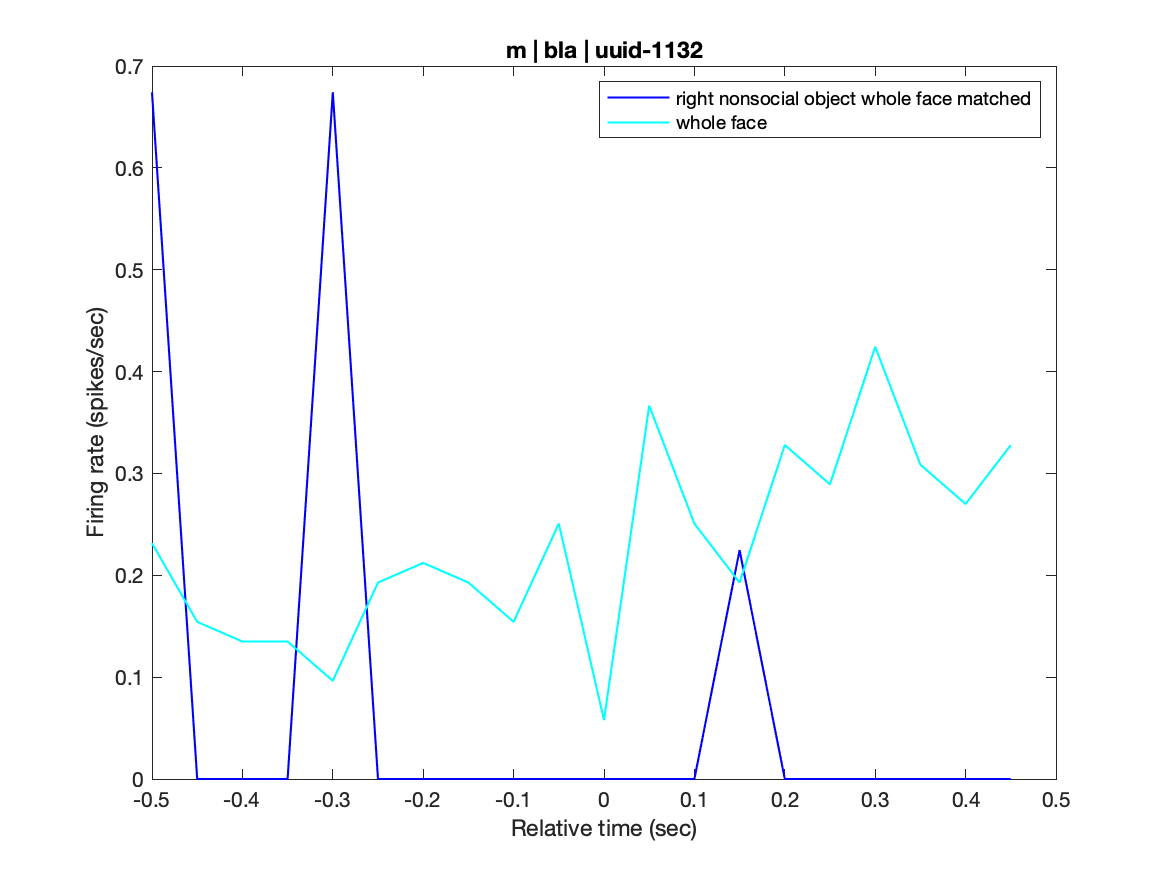 m | bla | uuid-1132
right nonsocial object whole face matched
whole face
Firing rate (spikes/sec)
0.7
0.6
0.5
0.4
0.3
0.2
0.1
0
-0.5 -0.4 -0.3 -0.2 -0.1 0 0.1 0.2 0.3 0.4 0.5
Relative time (sec)